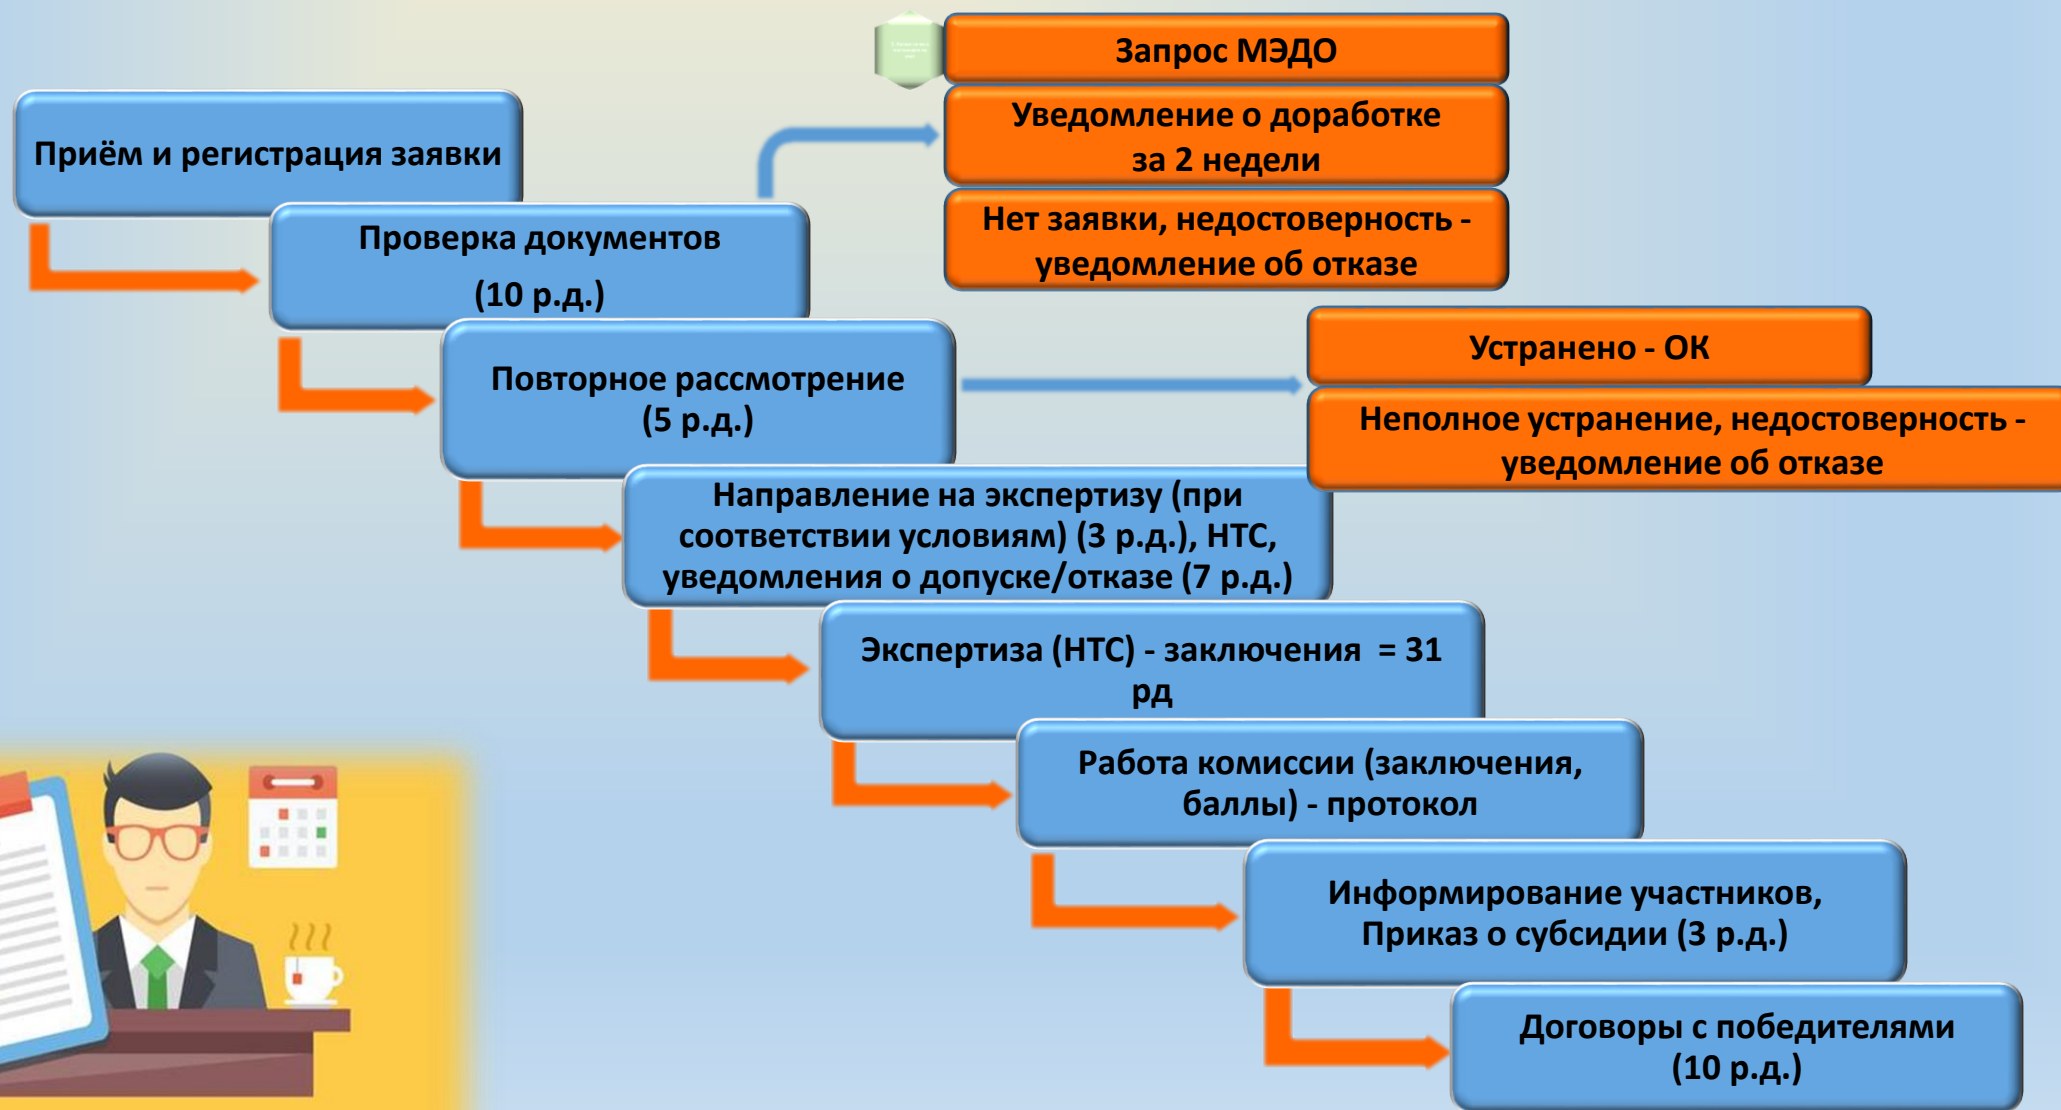 Запрос МЭДО
Уведомление о доработке
за 2 недели
Нет заявки, недостоверность -
уведомление об отказе
Приём и регистрация заявки
Проверка документов
(10 р.д.)
Повторное рассмотрение
(5 р.д.)
Устранено - ОК
Неполное устранение, недостоверность -
уведомление об отказе
Направление на экспертизу (при
соответствии условиям) (3 р.д.), НТС,
уведомления о допуске/отказе (7 р.д.)
Экспертиза (НТС) - заключения = 31
рд
Работа комиссии (заключения,
баллы) - протокол
Информирование участников,
Приказ о субсидии (3 р.д.)
Договоры с победителями
(10 р.д.)